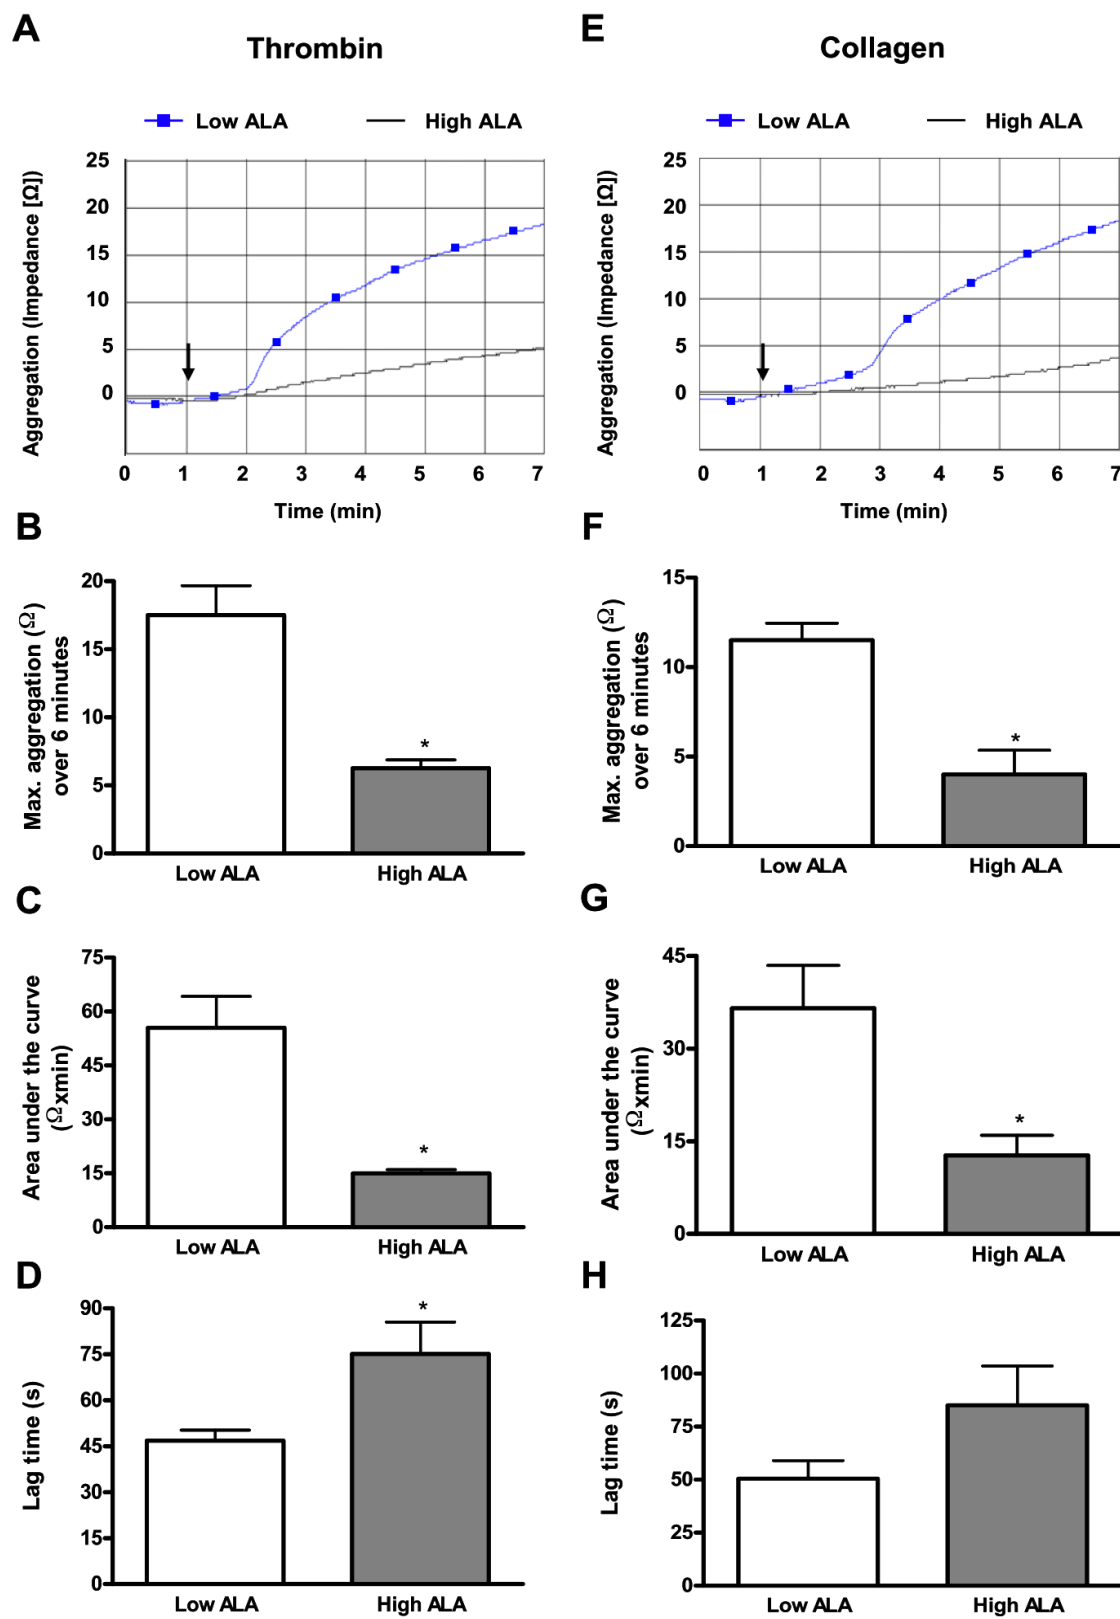 A
Thrombin
Low ALA
High ALA
Aggregation (Impedance [Ω])
25
20
15
10
5
0
0 1 2 3 4 5 6 7
Time (min)
E
Collagen
Low ALA
High ALA
Aggregation (Impedance [Ω])
25
20
15
10
5
0
0 1 2 3 4 5 6 7
Time (min)
B
Max. aggregation (Ω)
over 6 minutes
20
15
10
5
0
*
Low ALA
High ALA
F
Max. aggregation (Ω)
over 6 minutes
15
10
5
0
*
Low ALA
High ALA
C
Area under the curve
(Ωxmin)
75
60
45
30
15
0
*
Low ALA
High ALA
G
Area under the curve
(Ωxmin)
45
30
15
0
*
Low ALA
High ALA
D
Lag time (s)
90
75
60
45
30
15
0
*
Low ALA
High ALA
H
Lag time (s)
125
100
75
50
25
0
Low ALA
High ALA